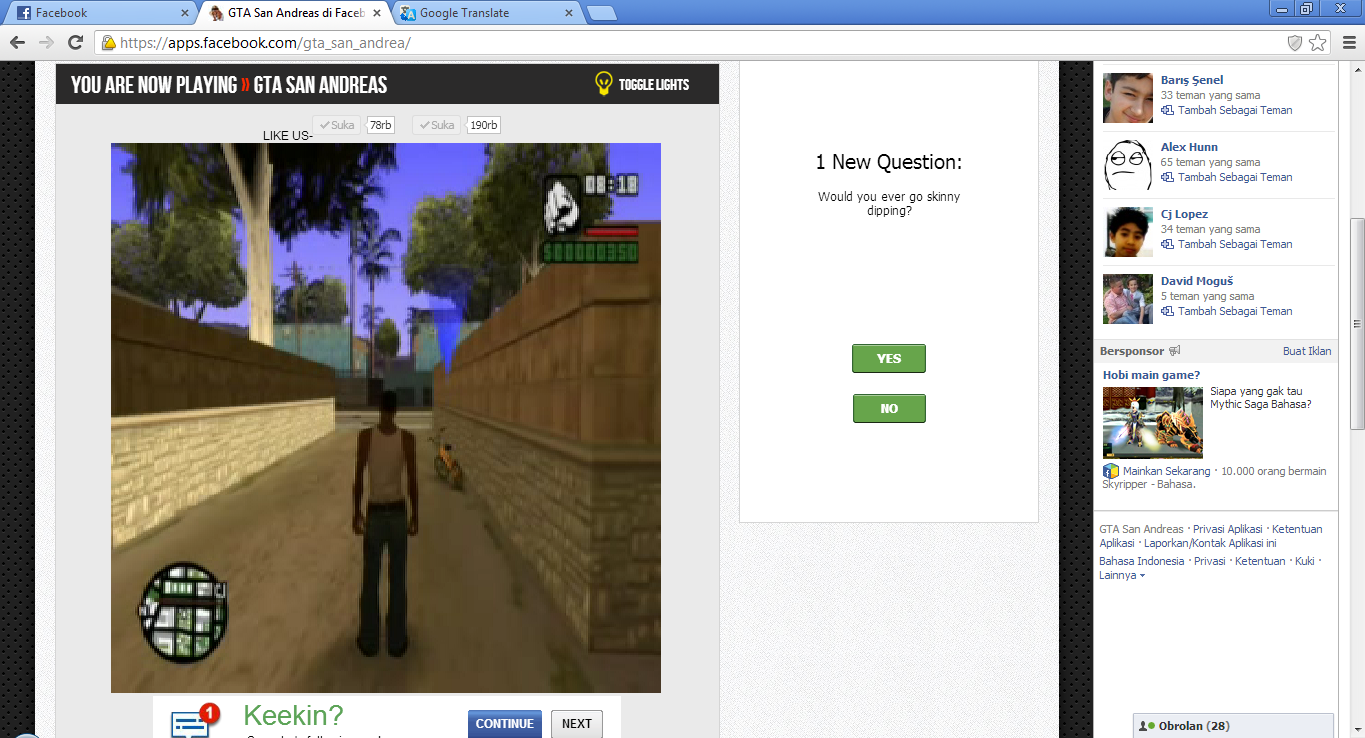 Facebook
GTA San Andreas di Faceb
Google Translate
https://apps.facebook.com/gta_san_andrea/
YOU ARE NOW PLAYING » GTA SAN ANDREAS
TOGGLE LIGHTS
LIKE US-
Suka
78rb
Suka
190rb
08:18
$00000350
Keekin?
1
CONTINUE
NEXT
1 New Question:
Would you ever go skinny
dipping?
YES
NO
Barış Şenel
33 teman yang sama
Tambah Sebagai Teman
Alex Hunn
65 teman yang sama
Tambah Sebagai Teman
Cj Lopez
34 teman yang sama
Tambah Sebagai Teman
David Moguš
5 teman yang sama
Tambah Sebagai Teman
Bersponsor
Buat Iklan
Hobi main game?
Siapa yang gak tau
Mythic Saga Bahasa?
Mainkan Sekarang · 10.000 orang bermain
Skyripper - Bahasa.
GTA San Andreas · Privasi Aplikasi · Ketentuan
Aplikasi · Laporkan/Kontak Aplikasi ini
Bahasa Indonesia · Privasi · Ketentuan · Kuki ·
Lainnya
Obrolan (28)